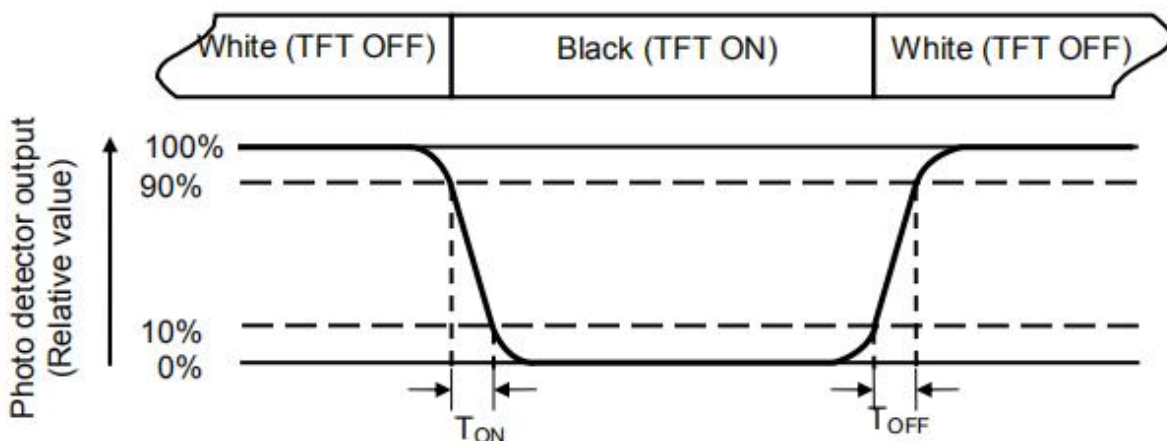 White (TFT OFF)
Black (TFT ON)
White (TFT OFF)
Photo detector output
(Relative value)
100%
90%
10%
0%
TON
TOFF